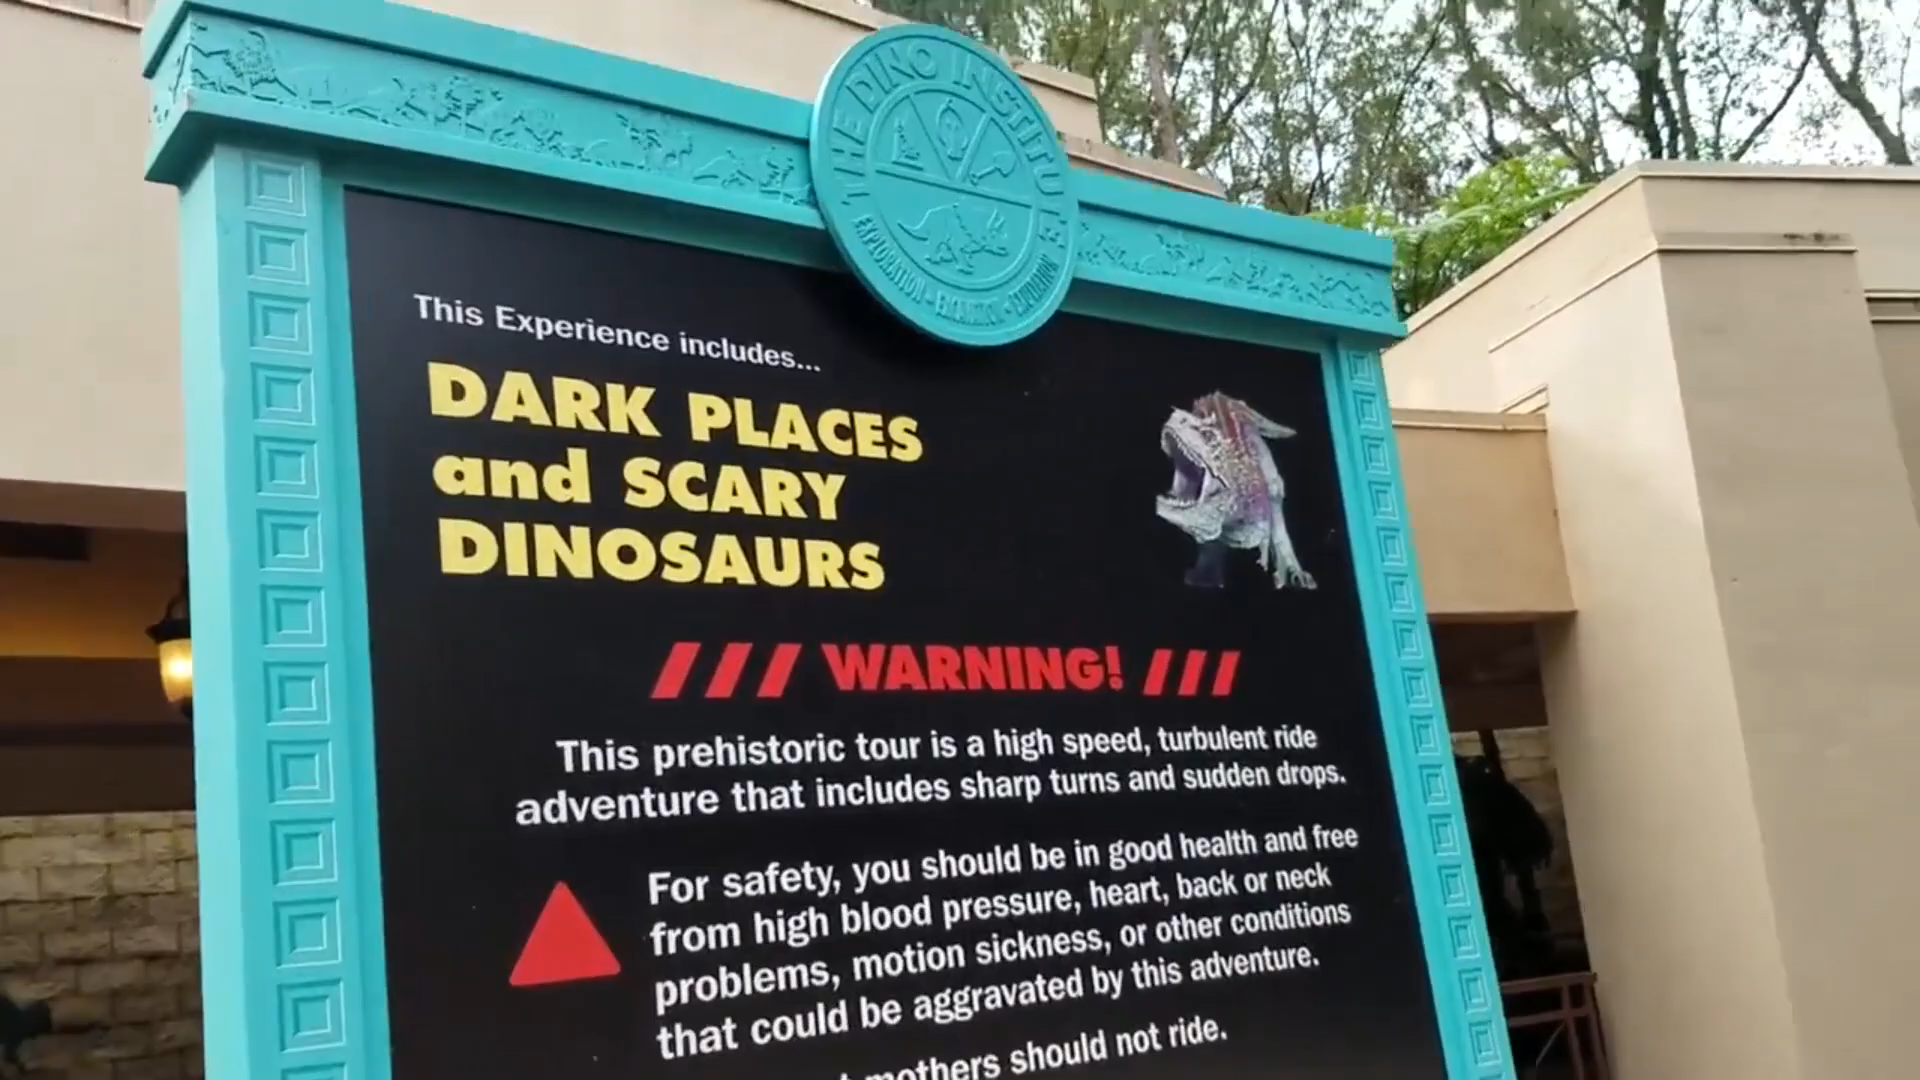 THE DINO INSTITUTE
EXPLORATION • EXCAVATION • EXULTATION
This Experience includes...
DARK PLACES
and SCARY
DINOSAURS
WARNING!
This prehistoric tour is a high speed, turbulent ride
adventure that includes sharp turns and sudden drops.
For safety, you should be in good health and free
from high blood pressure, heart, back or neck
problems, motion sickness, or other conditions
that could be aggravated by this adventure.
mothers should not ride.